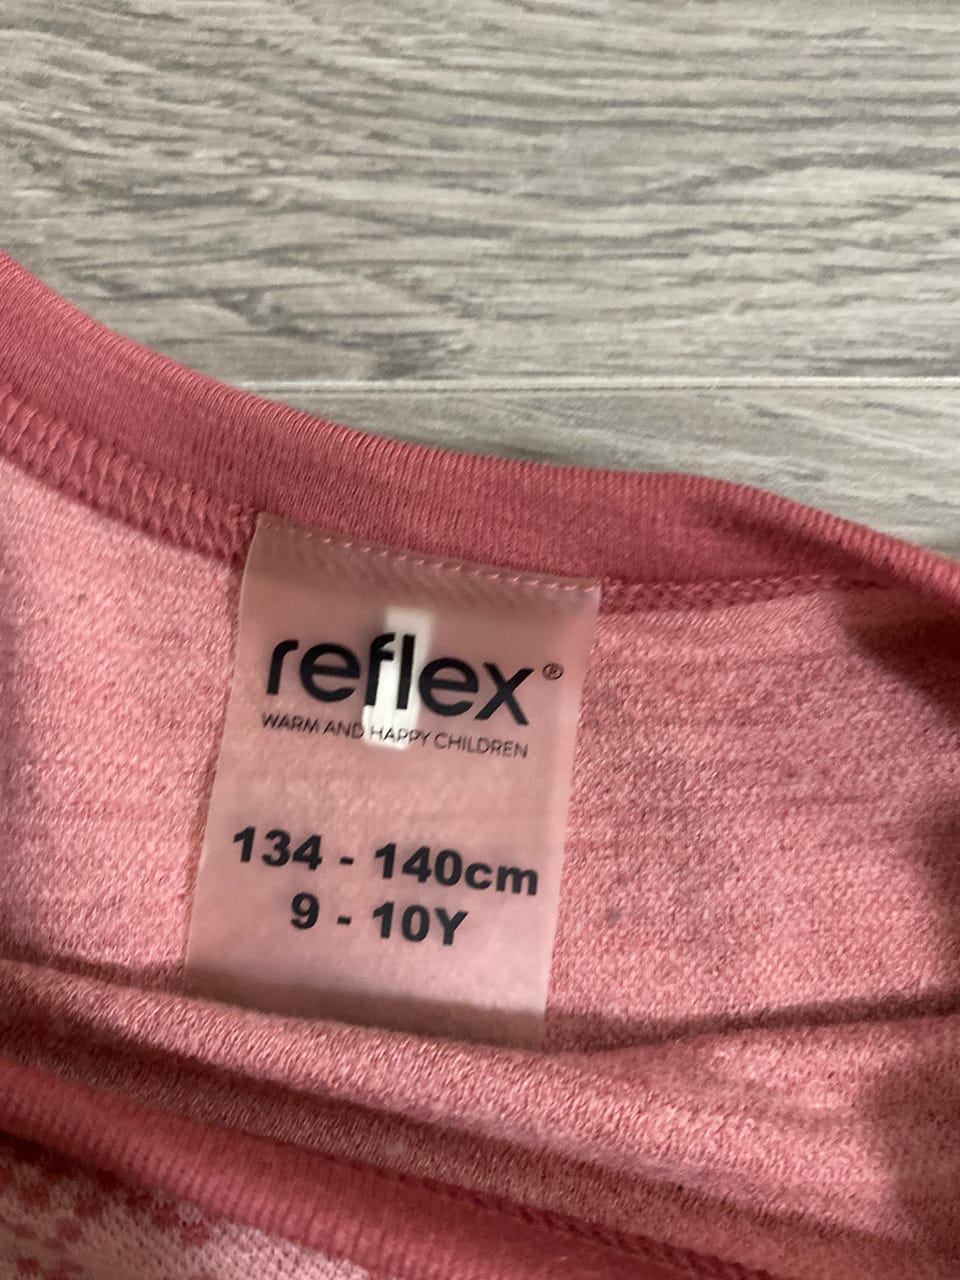 reflex®
WARM AND HAPPY CHILDREN
134 - 140cm
9 - 10Y